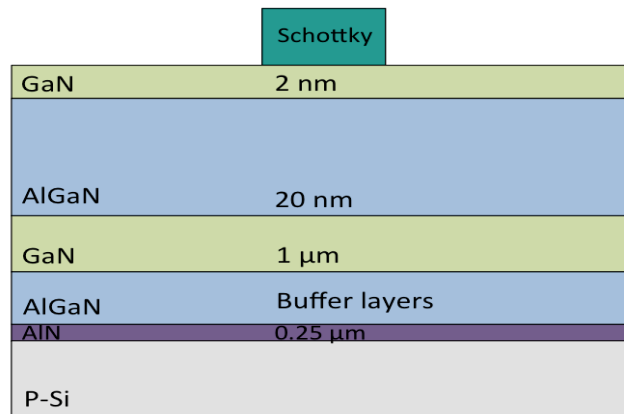 Schottky
GaN 2 nm
AlGaN 20 nm
GaN 1 µm
AlGaN Buffer layers
AlN 0.25 µm
P-Si